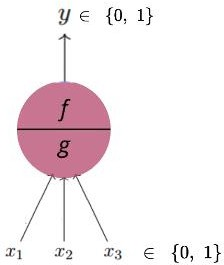 y ∈ {0, 1}
f
g
x₁ x₂ x₃ ∈ {0, 1}